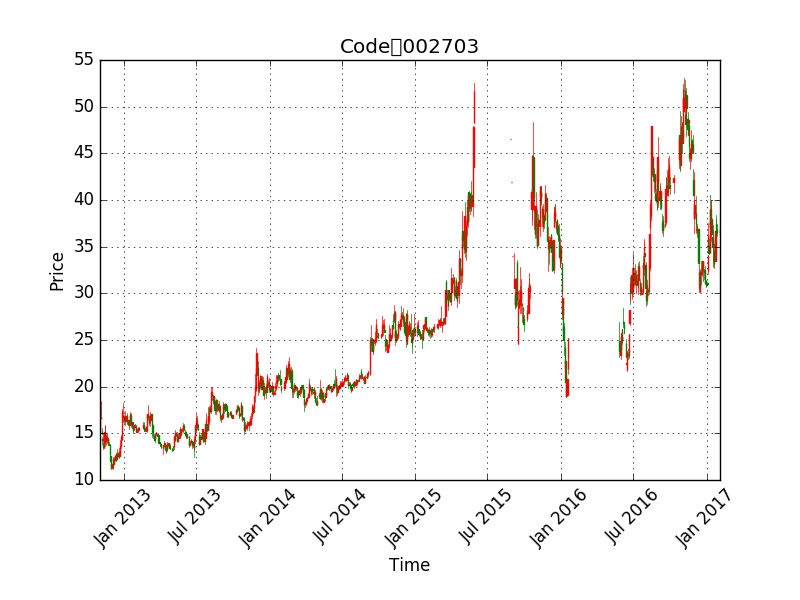 Code▯002703
55
50
45
40
35
30
25
20
15
10
Price
Jan 2013
Jul 2013
Jan 2014
Jul 2014
Jan 2015
Jul 2015
Jan 2016
Jul 2016
Jan 2017
Time